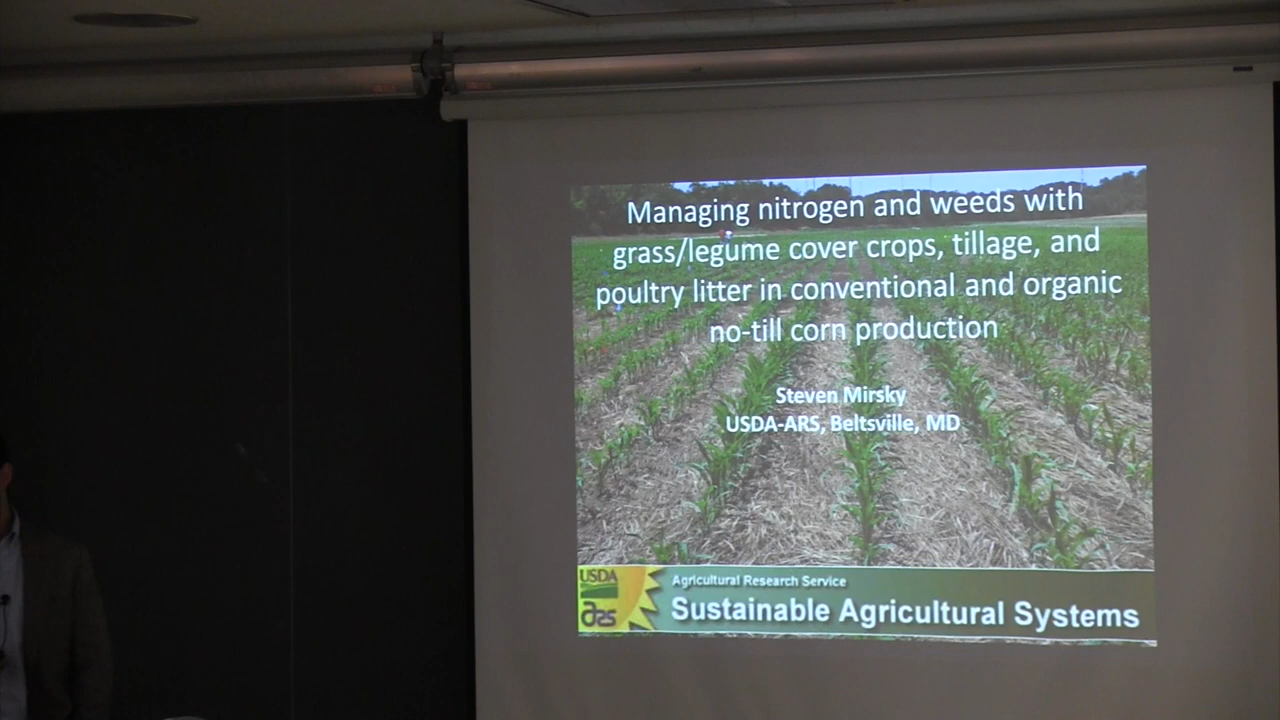 Managing nitrogen and weeds with
grass/legume cover crops, tillage, and
poultry litter in conventional and organic
no-till corn production
Steven Mirsky
USDA-ARS, Beltsville, MD
USDA
ars
Agricultural Research Service
Sustainable Agricultural Systems